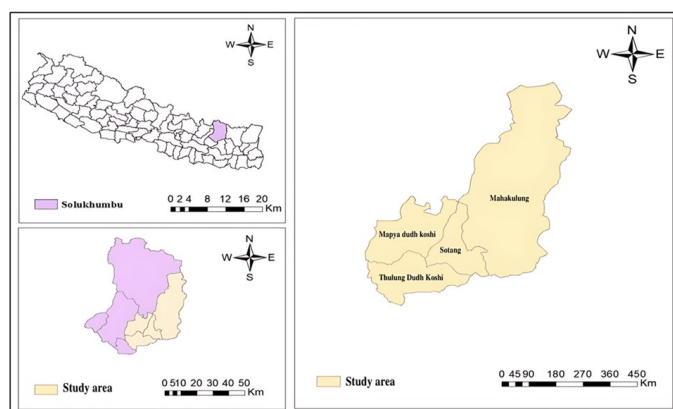 N
W E
S
Solukhumbu
0 2 4 8 12 16 20
Km
N
W E
S
Study area
0 510 20 30 40 50
Km
N
W E
S
Mahakulung
Mapya dudh koshi
Sotang
Thulung Dudh Koshi
Study area
0 45 90 180 270 360 450
Km